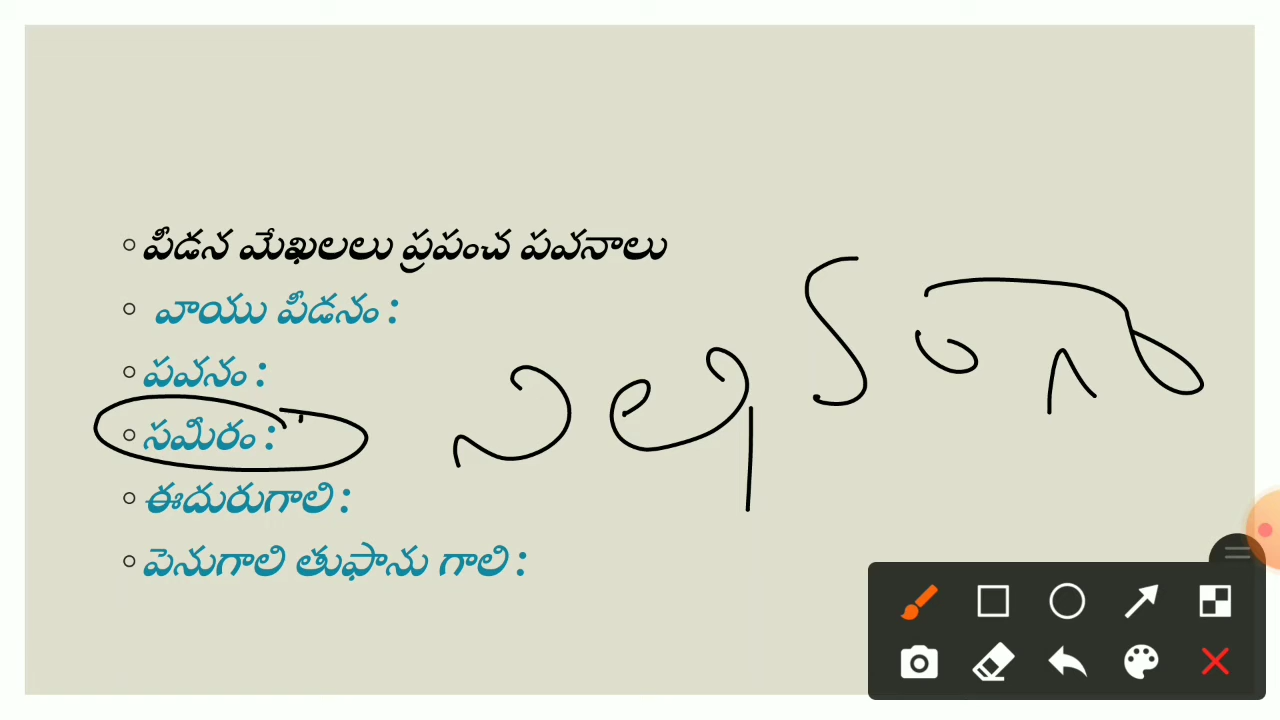 పీడన మేఖలలు ప్రపంచ పవనాలు
వాయు పీడనం :
పవనం :
సమీరం :
ఈదురుగాలి :
పెనుగాలి తుఫాను గాలి :